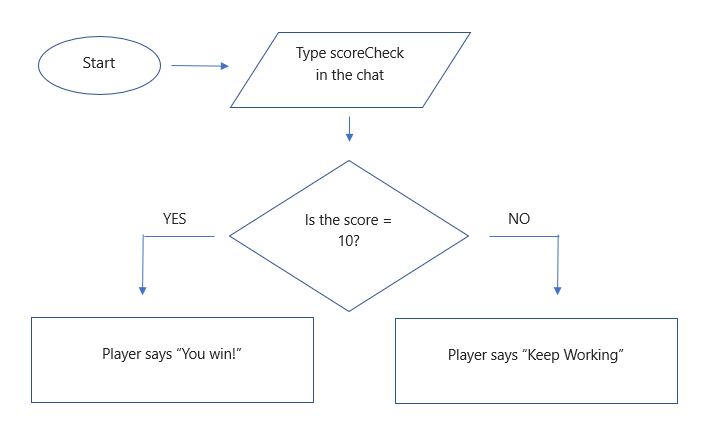 Start
Type scoreCheck
in the chat
YES
Is the score =
10?
NO
Player says “You win!”
Player says “Keep Working”